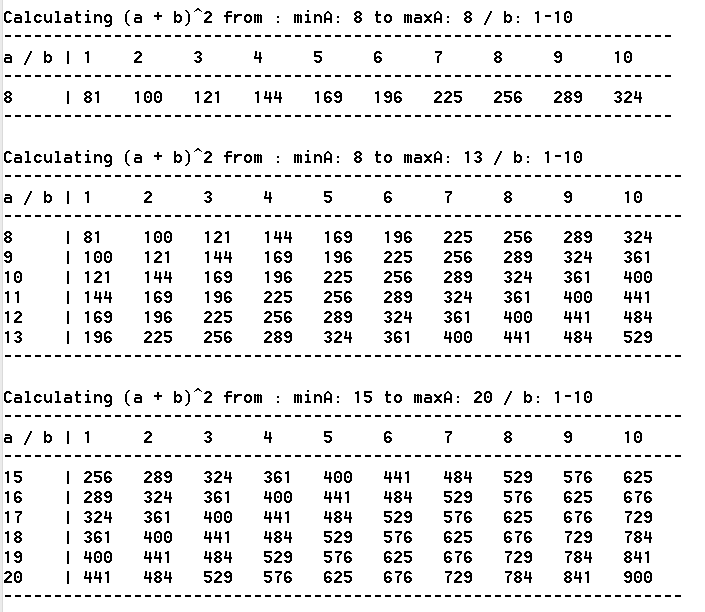 Calculating (a + b)^2 from : minA: 8 to maxA: 8 / b: 1-10
-------------------------------------------------------------------
a / b | 1    2    3    4    5    6    7    8    9    10
-------------------------------------------------------------------
8     | 81   100   121   144   169   196   225   256   289   324
-------------------------------------------------------------------
Calculating (a + b)^2 from : minA: 8 to maxA: 13 / b: 1-10
--------------------------------------------------------------------
a / b | 1     2     3     4     5     6     7     8     9     10
--------------------------------------------------------------------
8     | 81    100   121   144   169   196   225   256   289   324
9     | 100   121   144   169   196   225   256   289   324   361
10    | 121   144   169   196   225   256   289   324   361   400
11    | 144   169   196   225   256   289   324   361   400   441
12    | 169   196   225   256   289   324   361   400   441   484
13    | 196   225   256   289   324   361   400   441   484   529
--------------------------------------------------------------------
Calculating (a + b)^2 from : minA: 15 to maxA: 20 / b: 1-10
--------------------------------------------------------------------
a / b | 1     2     3     4     5     6     7     8     9     10
--------------------------------------------------------------------
15    | 256   289   324   361   400   441   484   529   576   625
16    | 289   324   361   400   441   484   529   576   625   676
17    | 324   361   400   441   484   529   576   625   676   729
18    | 361   400   441   484   529   576   625   676   729   784
19    | 400   441   484   529   576   625   676   729   784   841
20    | 441   484   529   576   625   676   729   784   841   900
--------------------------------------------------------------------